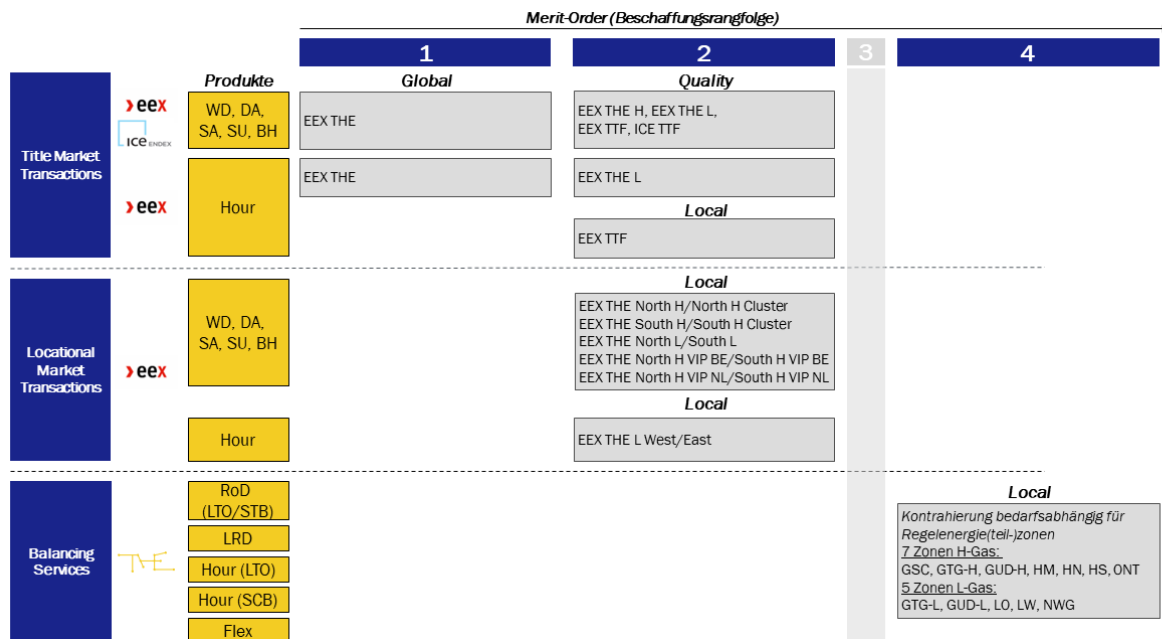 Merit-Order (Beschaffungsrangfolge)
1
2
3
4
Produkte
Global
Quality
Title Market
Transactions
eex
ICE ENDEX
WD, DA,
SA, SU, BH
EEX THE
EEX THE H, EEX THE L,
EEX TTF, ICE TTF
eex
Hour
EEX THE
EEX THE L
Local
EEX TTF
Local
Locational
Market
Transactions
eex
WD, DA,
SA, SU, BH
EEX THE North H/North H Cluster
EEX THE South H/South H Cluster
EEX THE North L/South L
EEX THE North H VIP BE/South H VIP BE
EEX THE North H VIP NL/South H VIP NL
Local
Hour
EEX THE L West/East
Balancing
Services
THE
RoD
(LTO/STB)
LRD
Hour (LTO)
Hour (SCB)
Flex
Local
Kontrahierung bedarfsabhängig für
Regelenergie(teil-)zonen
7 Zonen H-Gas:
GSC, GTG-H, GUD-H, HM, HN, HS, ONT
5 Zonen L-Gas:
GTG-L, GUD-L, LO, LW, NWG